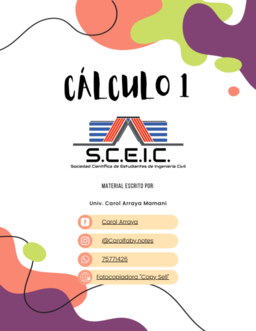 CÁLCULO 1
S.C.E.I.C.
Sociedad Científica de Estudiantes de Ingeniería Civil
MATERIAL ESCRITO POR:
Univ. Carol Arraya Mamani
Carol Arraya
@Carolfaby.notes
75771426
Fotocopiadora "Copy Sell"